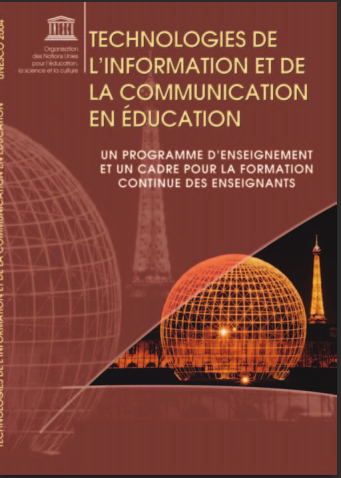 UNESCO 2004
TECHNOLOGIES DE L'INFORMATION ET DE LA COMMUNICATION EN ÉDUCATION
UNESCO
Organisation
des Nations Unies
pour l'éducation,
la science et la culture
TECHNOLOGIES DE
L'INFORMATION ET DE
LA COMMUNICATION
EN ÉDUCATION
UN PROGRAMME D'ENSEIGNEMENT
ET UN CADRE POUR LA FORMATION
CONTINUE DES ENSEIGNANTS